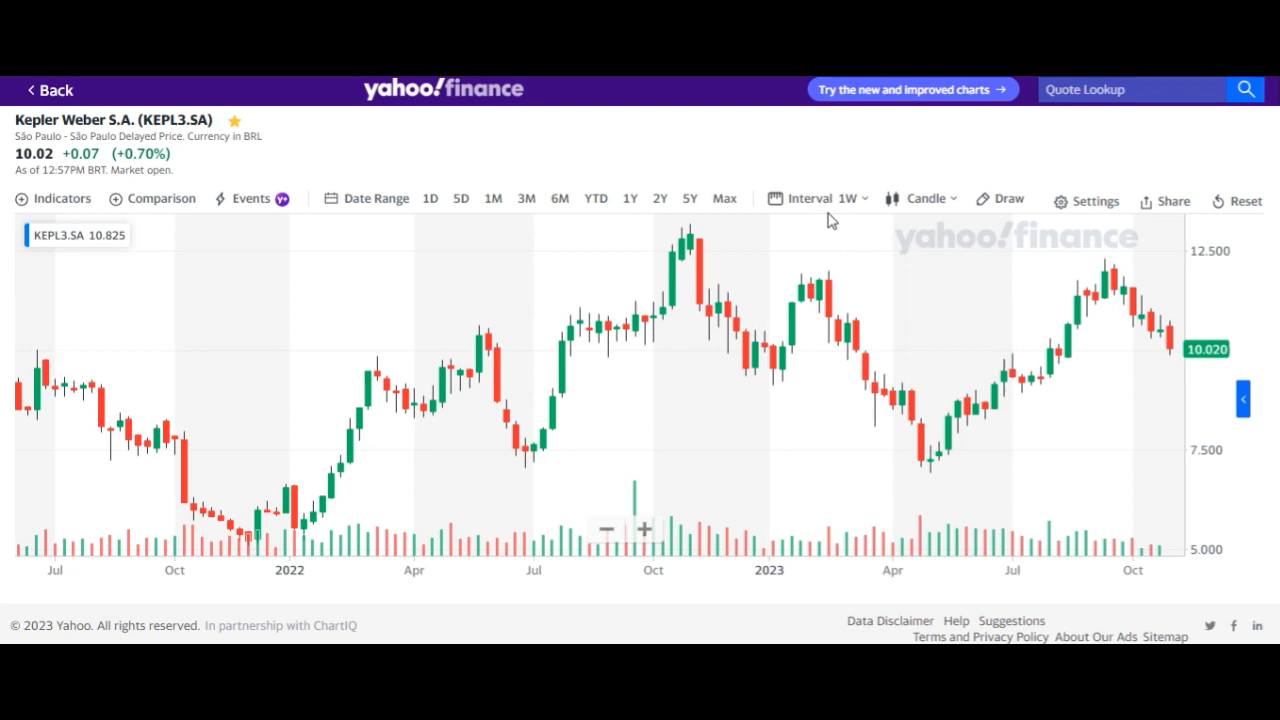 Back
yahoo!finance
Try the new and improved charts →
Quote Lookup
Kepler Weber S.A. (KEPL3.SA)
São Paulo - São Paulo Delayed Price. Currency in BRL
10.02 +0.07 (+0.70%)
As of 12:57PM BRT. Market open.
Indicators Comparison Events Y+ Date Range 1D 5D 1M 3M 6M YTD 1Y 2Y 5Y Max Interval 1W Candle Draw Settings Share Reset
KEPL3.SA 10.825
yahoo!finance
12.500
10.020
7.500
5.000
Jul Oct 2022 Apr Jul Oct 2023 Apr Jul Oct
© 2023 Yahoo. All rights reserved. In partnership with ChartIQ
Data Disclaimer Help Suggestions
Terms and Privacy Policy About Our Ads Sitemap